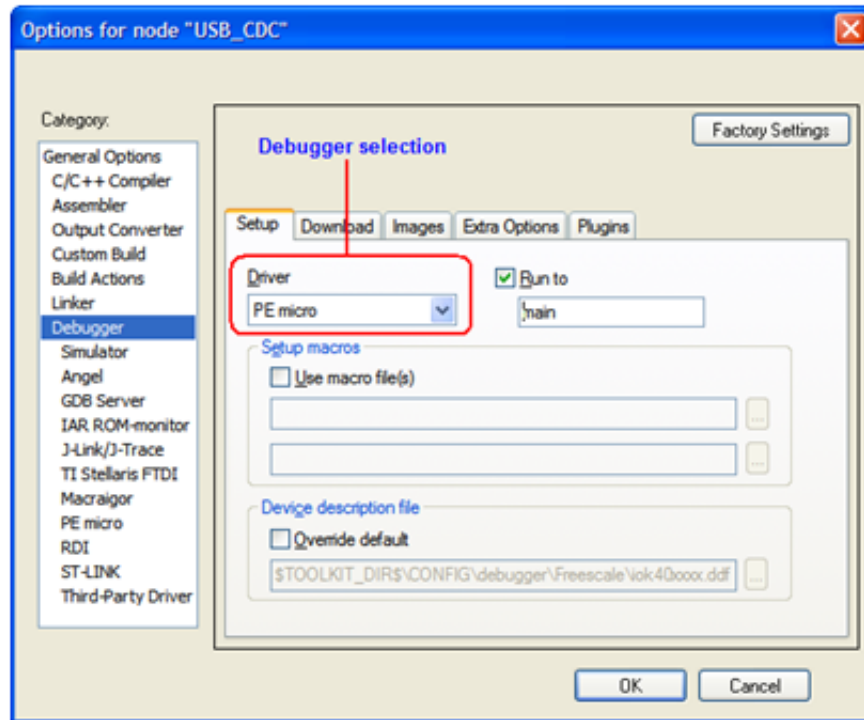 Options for node "USB_CDC"
Category:
General Options
C/C++ Compiler
Assembler
Output Converter
Custom Build
Build Actions
Linker
Debugger
Simulator
Angel
GDB Server
IAR ROM-monitor
J-Link/J-Trace
TI Stellaris FTDI
Macraigor
PE micro
RDI
ST-LINK
Third-Party Driver
Factory Settings
Debugger selection
Setup Download Images Extra Options Plugins
Driver
PE micro
Run to
main
Setup macros
Use macro file(s)
...
...
Device description file
Override default
$TOOLKIT_DIR$\CONFIG\debugger\Freescale\iok40xxxx.ddf
...
OK Cancel